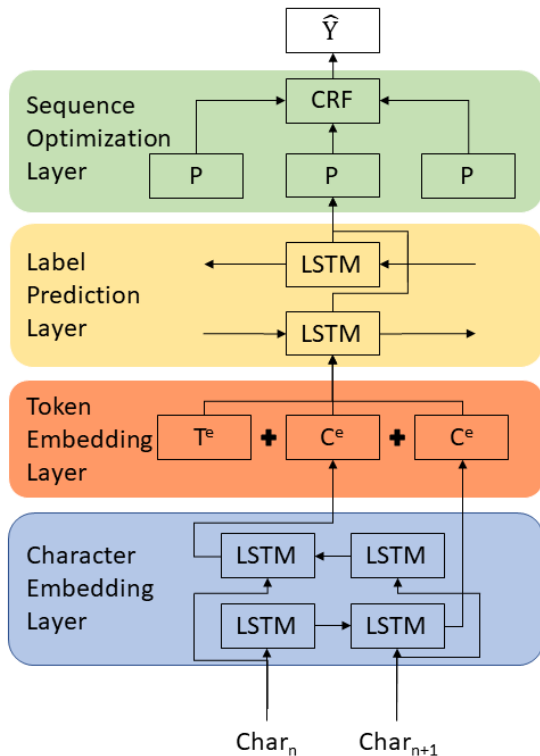 Ŷ
Sequence
Optimization
Layer
CRF
P
P
P
Label
Prediction
Layer
LSTM
LSTM
Token
Embedding
Layer
Tᵉ + Cᵉ + Cᵉ
Character
Embedding
Layer
LSTM
LSTM
LSTM
LSTM
Charₙ
Charₙ₊₁